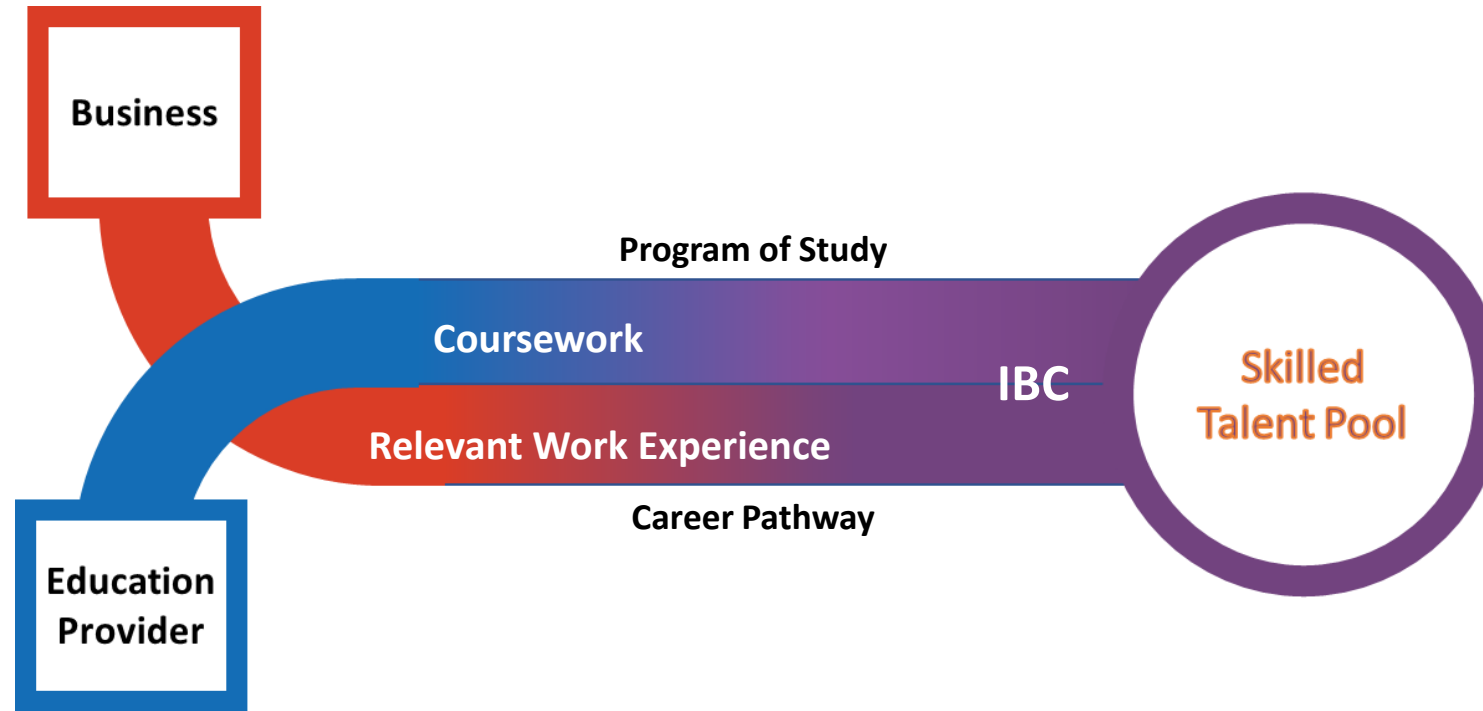 Business
Program of Study
Coursework
IBC
Skilled
Talent Pool
Relevant Work Experience
Career Pathway
Education
Provider